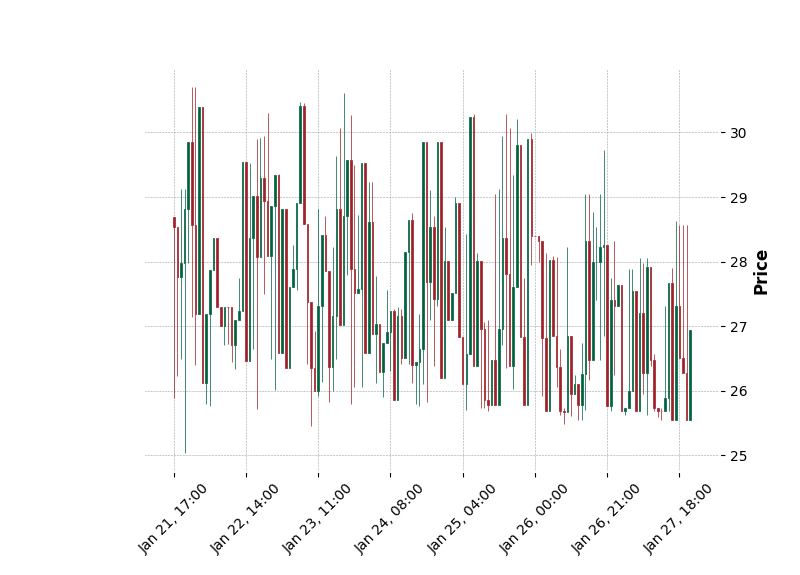 30
29
28
27
26
25
Price
Jan 21, 17:00
Jan 22, 14:00
Jan 23, 11:00
Jan 24, 08:00
Jan 25, 04:00
Jan 26, 00:00
Jan 26, 21:00
Jan 27, 18:00